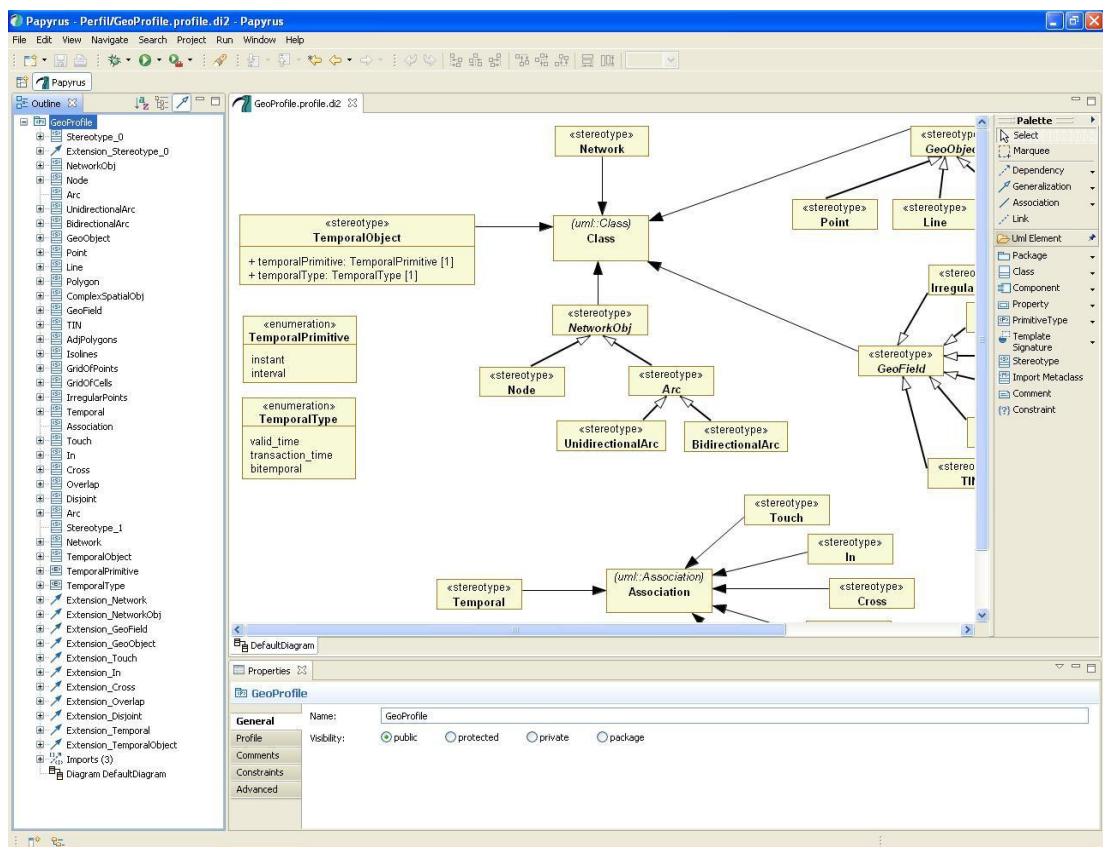 Papyrus - Perfil/GeoProfile.profile.di2 - Papyrus
File Edit View Navigate Search Project Run Window Help
Papyrus
Outline
GeoProfile
Stereotype_0
Extension_Stereotype_0
NetworkObj
Node
Arc
UnidirectionalArc
BidirectionalArc
GeoObject
Point
Line
Polygon
ComplexSpatialObj
GeoField
TIN
AdjPolygons
Isolines
GridOfPoints
GridOfCells
IrregularPoints
Temporal
Association
Touch
In
Cross
Overlap
Disjoint
Arc
Stereotype_1
Network
TemporalObject
TemporalPrimitive
TemporalType
Extension_Network
Extension_NetworkObj
Extension_GeoField
Extension_GeoObject
Extension_Touch
Extension_In
Extension_Cross
Extension_Overlap
Extension_Disjoint
Extension_Temporal
Extension_TemporalObject
Imports (3)
Diagram DefaultDiagram
GeoProfile.profile.di2
«stereotype»
Network
«stereotyp
GeoObjec
«stereotype»
Point
«stereotype»
Line
«stereotype»
TemporalObject
+ temporalPrimitive: TemporalPrimitive [1]
+ temporalType: TemporalType [1]
(uml::Class)
Class
«stereo
Irregula
«enumeration»
TemporalPrimitive
instant
interval
«stereotype»
NetworkObj
«stereotype»
GeoField
«stereotype»
Node
«stereotype»
Arc
«enumeration»
TemporalType
valid_time
transaction_time
bitemporal
«stereotype»
UnidirectionalArc
«stereotype»
BidirectionalArc
«stereo
TIN
«stereotype»
Touch
«stereotype»
In
«stereotype»
Temporal
(uml::Association)
Association
«stereotype»
Cross
DefaultDiagram
Palette
Select
Marquee
Dependency
Generalization
Association
Link
Uml Element
Package
Class
Component
Property
PrimitiveType
Template
Signature
Stereotype
Import Metaclass
Comment
{?} Constraint
Properties
GeoProfile
General
Profile
Comments
Constraints
Advanced
Name: GeoProfile
Visibility: public protected private package